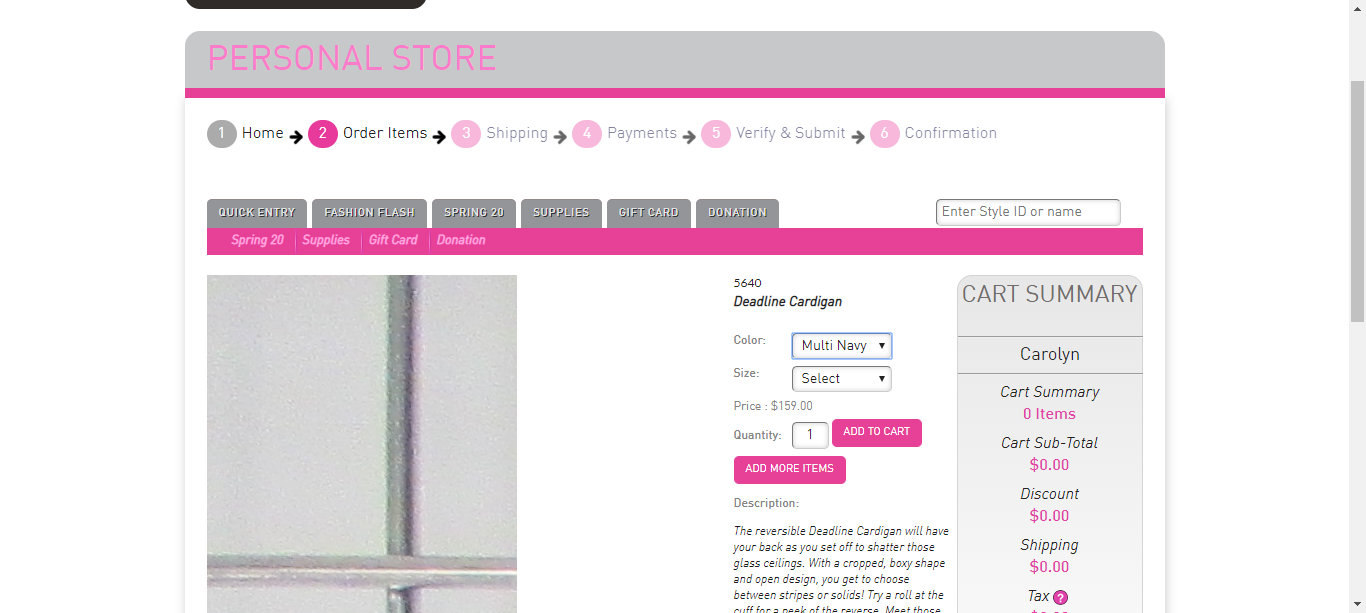 PERSONAL STORE
1 Home 2 Order Items 3 Shipping 4 Payments 5 Verify & Submit 6 Confirmation
QUICK ENTRY FASHION FLASH SPRING 20 SUPPLIES GIFT CARD DONATION
Enter Style ID or name
Spring 20 Supplies Gift Card Donation
5640
Deadline Cardigan
Color: Multi Navy
Size: Select
Price : $159.00
Quantity: 1 ADD TO CART
ADD MORE ITEMS
Description:
The reversible Deadline Cardigan will have
your back as you set off to shatter those
glass ceilings. With a cropped, boxy shape
and open design, you get to choose
between stripes or solids! Try a roll at the
cuff for a peek of the reverse. Meet those
CART SUMMARY
Carolyn
Cart Summary
0 Items
Cart Sub-Total
$0.00
Discount
$0.00
Shipping
$0.00
Tax ?